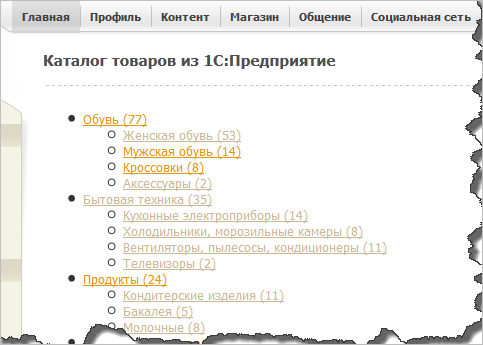 Главная Профиль Контент Магазин Общение Социальная сеть
Каталог товаров из 1С:Предприятие
Обувь (77)
Женская обувь (53)
Мужская обувь (14)
Кроссовки (8)
Аксессуары (2)
Бытовая техника (35)
Кухонные электроприборы (14)
Холодильники, морозильные камеры (8)
Вентиляторы, пылесосы, кондиционеры (11)
Телевизоры (2)
Продукты (24)
Кондитерские изделия (11)
Бакалея (5)
Молочные (8)